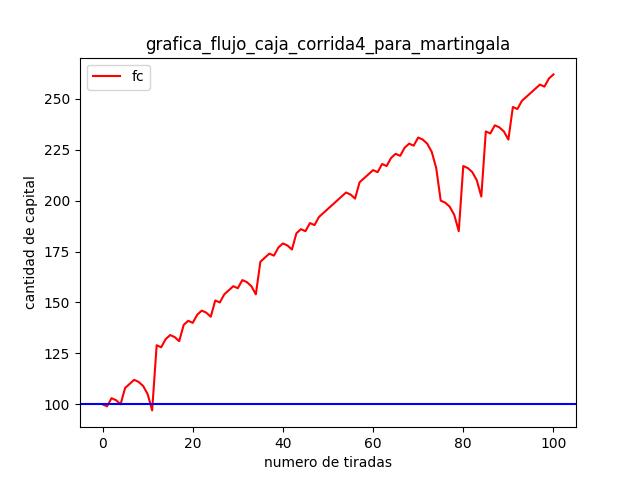 grafica_flujo_caja_corrida4_para_martingala
fc
cantidad de capital
250
225
200
175
150
125
100
0 20 40 60 80 100
numero de tiradas